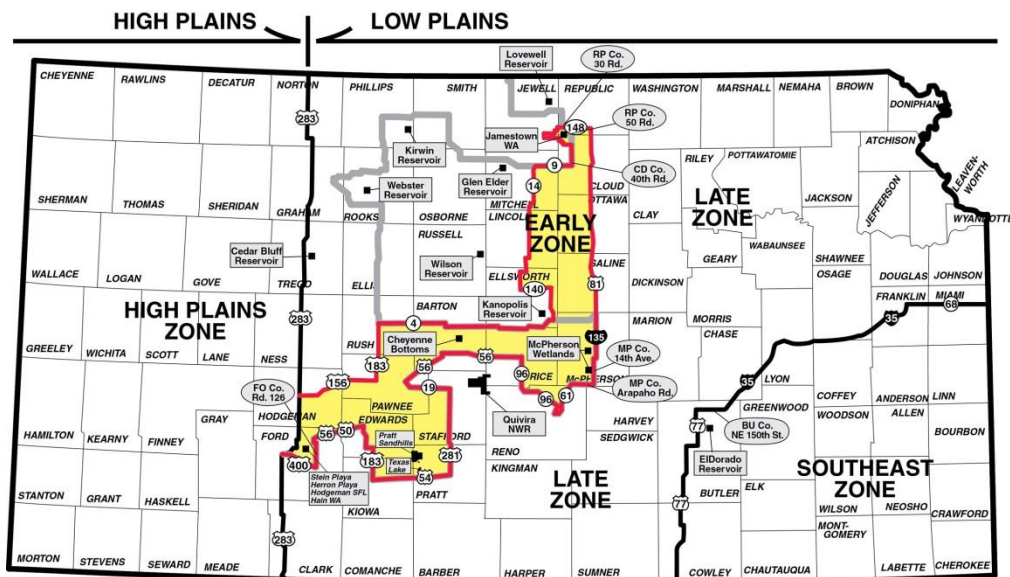 HIGH PLAINS
LOW PLAINS
CHEYENNE
RAWLINS
DECATUR
NORTON
PHILLIPS
SMITH
JEWELL
REPUBLIC
WASHINGTON
MARSHALL
NEMAHA
BROWN
DONIPHAN
Lovewell
Reservoir
RP Co.
30 Rd.
283
RP Co.
50 Rd.
148
Jamestown
WA
Kirwin
Reservoir
ATCHISON
CD Co.
40th Rd.
9
Glen Elder
Reservoir
Webster
Reservoir
14
MITCHELL
CLOUD
RILEY
POTTAWATOMIE
JACKSON
JEFFERSON
LEAVEN-
WORTH
WYANDOTTE
SHERMAN
THOMAS
SHERIDAN
GRAHAM
ROOKS
OSBORNE
LINCOLN
OTTAWA
CLAY
EARLY
ZONE
LATE
ZONE
RUSSELL
WABAUNSEE
SHAWNEE
Cedar Bluff
Reservoir
Wilson
Reservoir
GEARY
OSAGE
DOUGLAS
JOHNSON
WALLACE
LOGAN
GOVE
TREGO
ELLIS
ELLSWORTH
SALINE
DICKINSON
81
140
Kanopolis
Reservoir
BARTON
MARION
MORRIS
FRANKLIN
MIAMI
68
35
HIGH PLAINS
ZONE
283
4
CHASE
GREELEY
WICHITA
SCOTT
LANE
NESS
RUSH
183
Cheyenne
Bottoms
McPherson
Wetlands
135
MP Co.
14th Ave.
56
56
RICE
McPHERSON
96
35
LYON
COFFEY
ANDERSON
LINN
156
19
FO Co.
Rd. 126
HODGEMAN
PAWNEE
96
61
MP Co.
Arapaho Rd.
GREENWOOD
WOODSON
ALLEN
Quivira
NWR
HARVEY
BU Co.
NE 150th St.
77
HAMILTON
KEARNY
FINNEY
GRAY
FORD
56
50
EDWARDS
STAFFORD
RENO
SEDGWICK
BOURBON
ElDorado
Reservoir
Pratt
Sandhills
Texas
Lake
183
281
54
KINGMAN
400
Stein Playa
Herron Playa
Hodgeman SFL
Hain WA
STANTON
GRANT
HASKELL
KIOWA
PRATT
LATE
ZONE
BUTLER
ELK
SOUTHEAST
ZONE
77
WILSON
NEOSHO
CRAWFORD
MONT-
GOMERY
283
MORTON
STEVENS
SEWARD
MEADE
CLARK
COMANCHE
BARBER
HARPER
SUMNER
COWLEY
CHAUTAUQUA
LABETTE
CHEROKEE